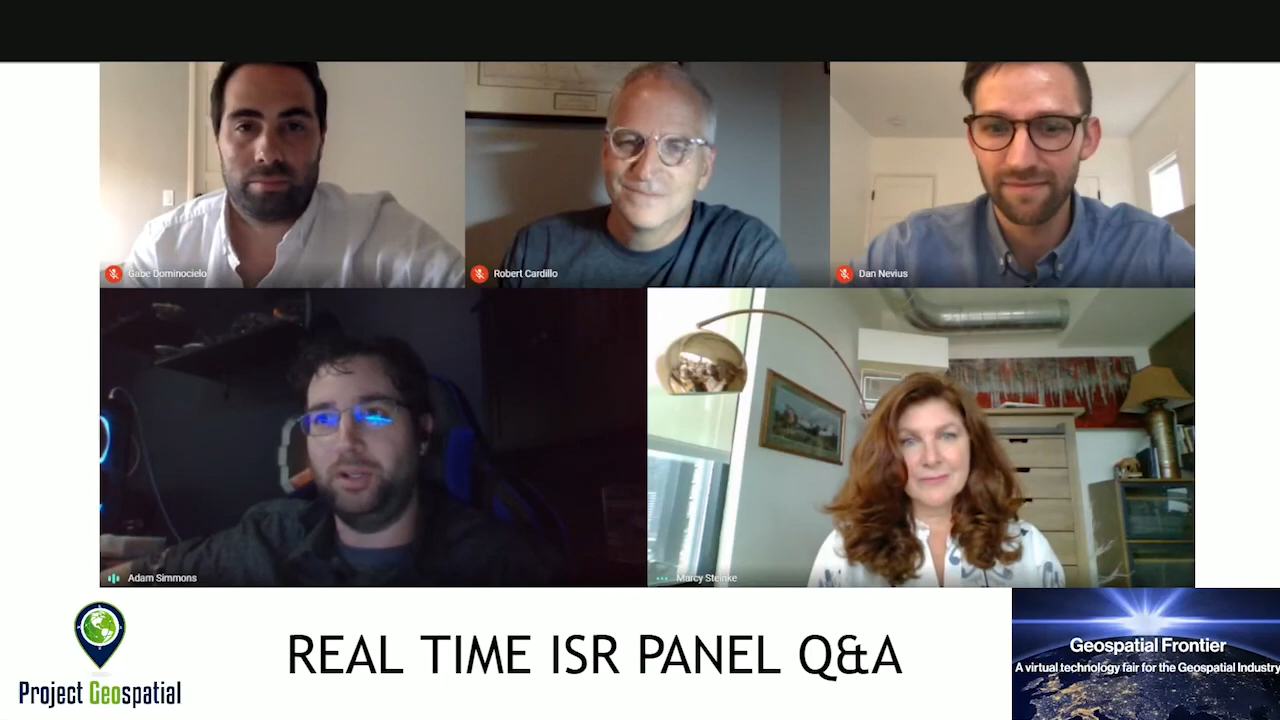 Gabe Dominocielo
Robert Cardillo
Dan Nevius
Adam Simmons
Marcy Steinke
REAL TIME ISR PANEL Q&A
Project Geospatial
Geospatial Frontier
A virtual technology fair for the Geospatial Industry